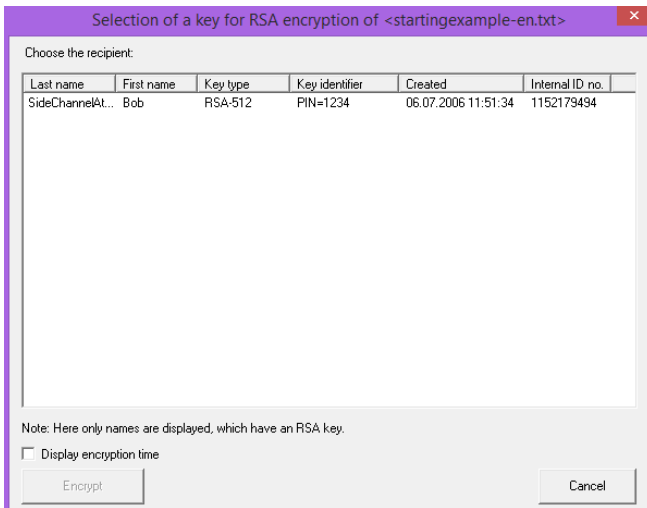 Selection of a key for RSA encryption of <startingexample-en.txt>
Choose the recipient:
Last name First name Key type Key identifier Created Internal ID no.
SideChannelAt... Bob RSA-512 PIN=1234 06.07.2006 11:51:34 1152179494
Note: Here only names are displayed, which have an RSA key.
Display encryption time
Encrypt Cancel